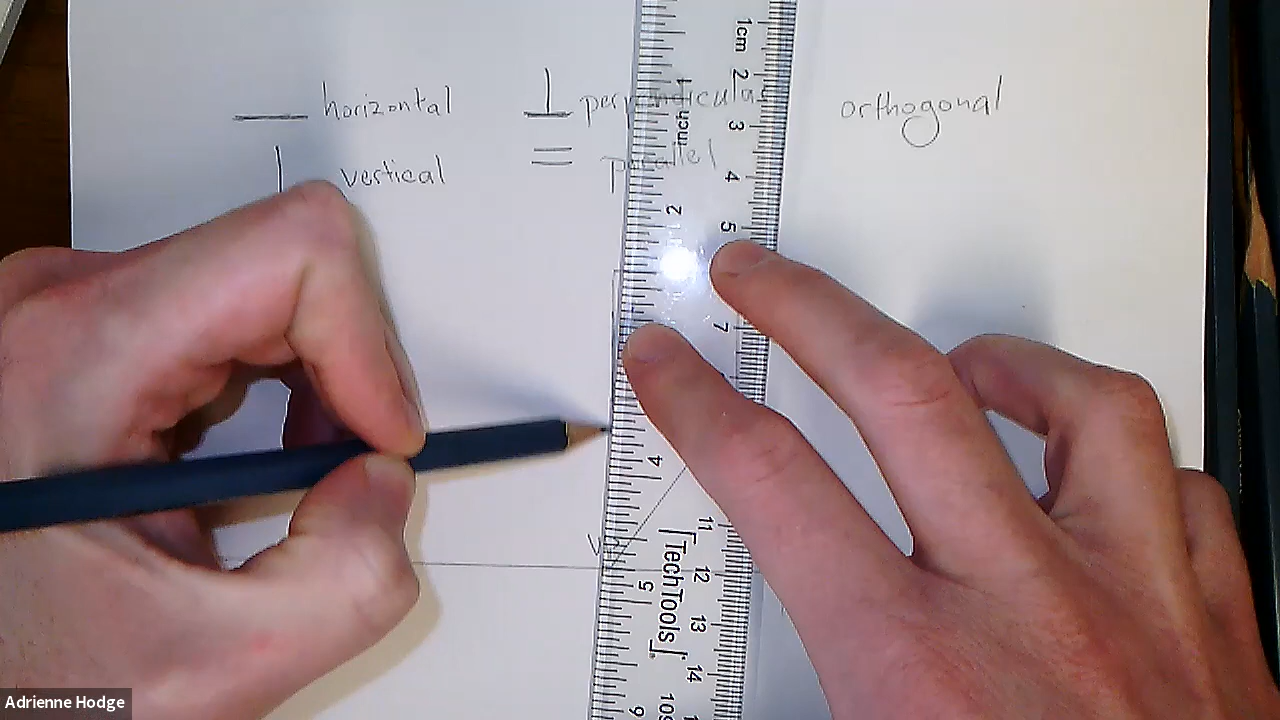 horizontal
perpendicular
orthogonal
vertical
parallel
1cm 2 3 4 5 7 11 12 13 14
inch 1 2 4 5
TechTools
Adrienne Hodge